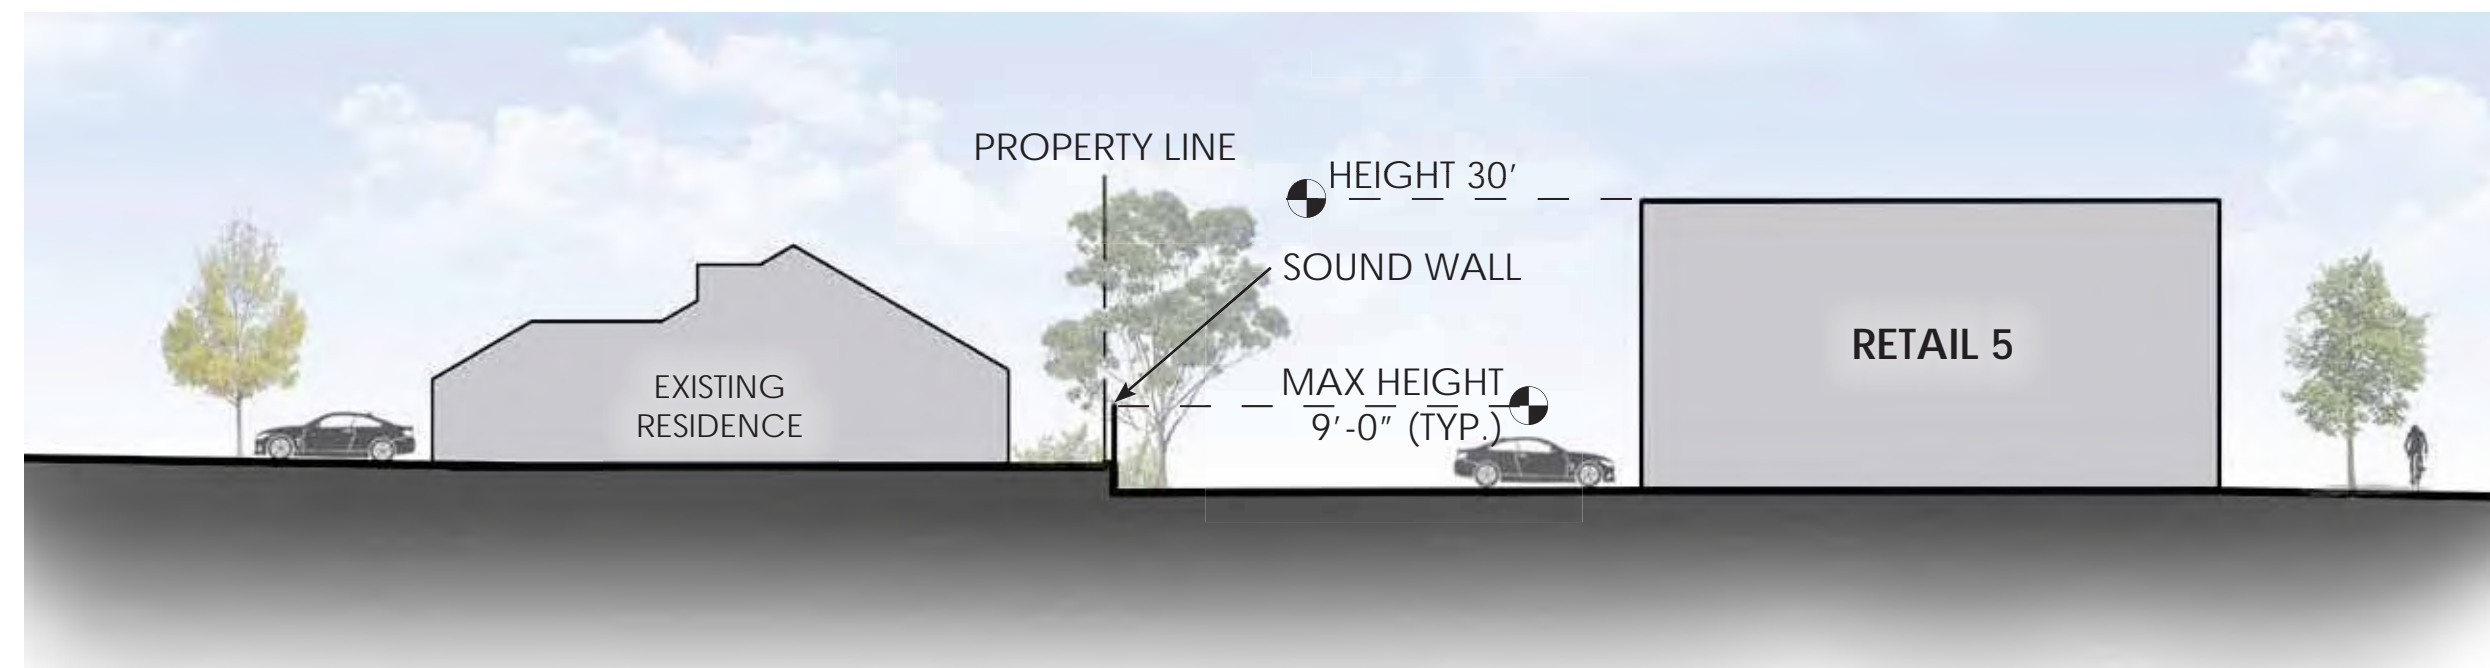 PROPERTY LINE
HEIGHT 30’
SOUND WALL
RETAIL 5
MAX HEIGHT
9’-0” (TYP.)
EXISTING
RESIDENCE